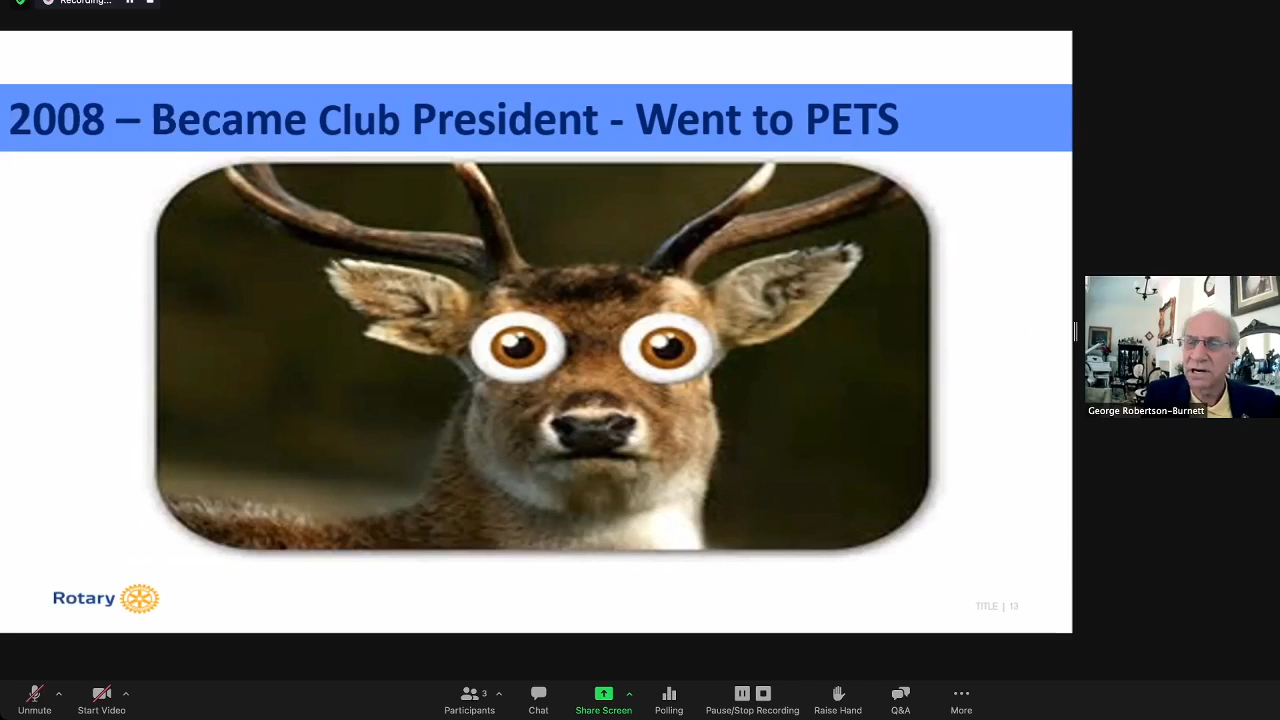 Recording...
2008 – Became Club President - Went to PETS
George Robertson-Burnett
Rotary
TITLE | 13
Unmute
Start Video
Participants
3
Chat
Share Screen
Polling
Pause/Stop Recording
Raise Hand
Q&A
More